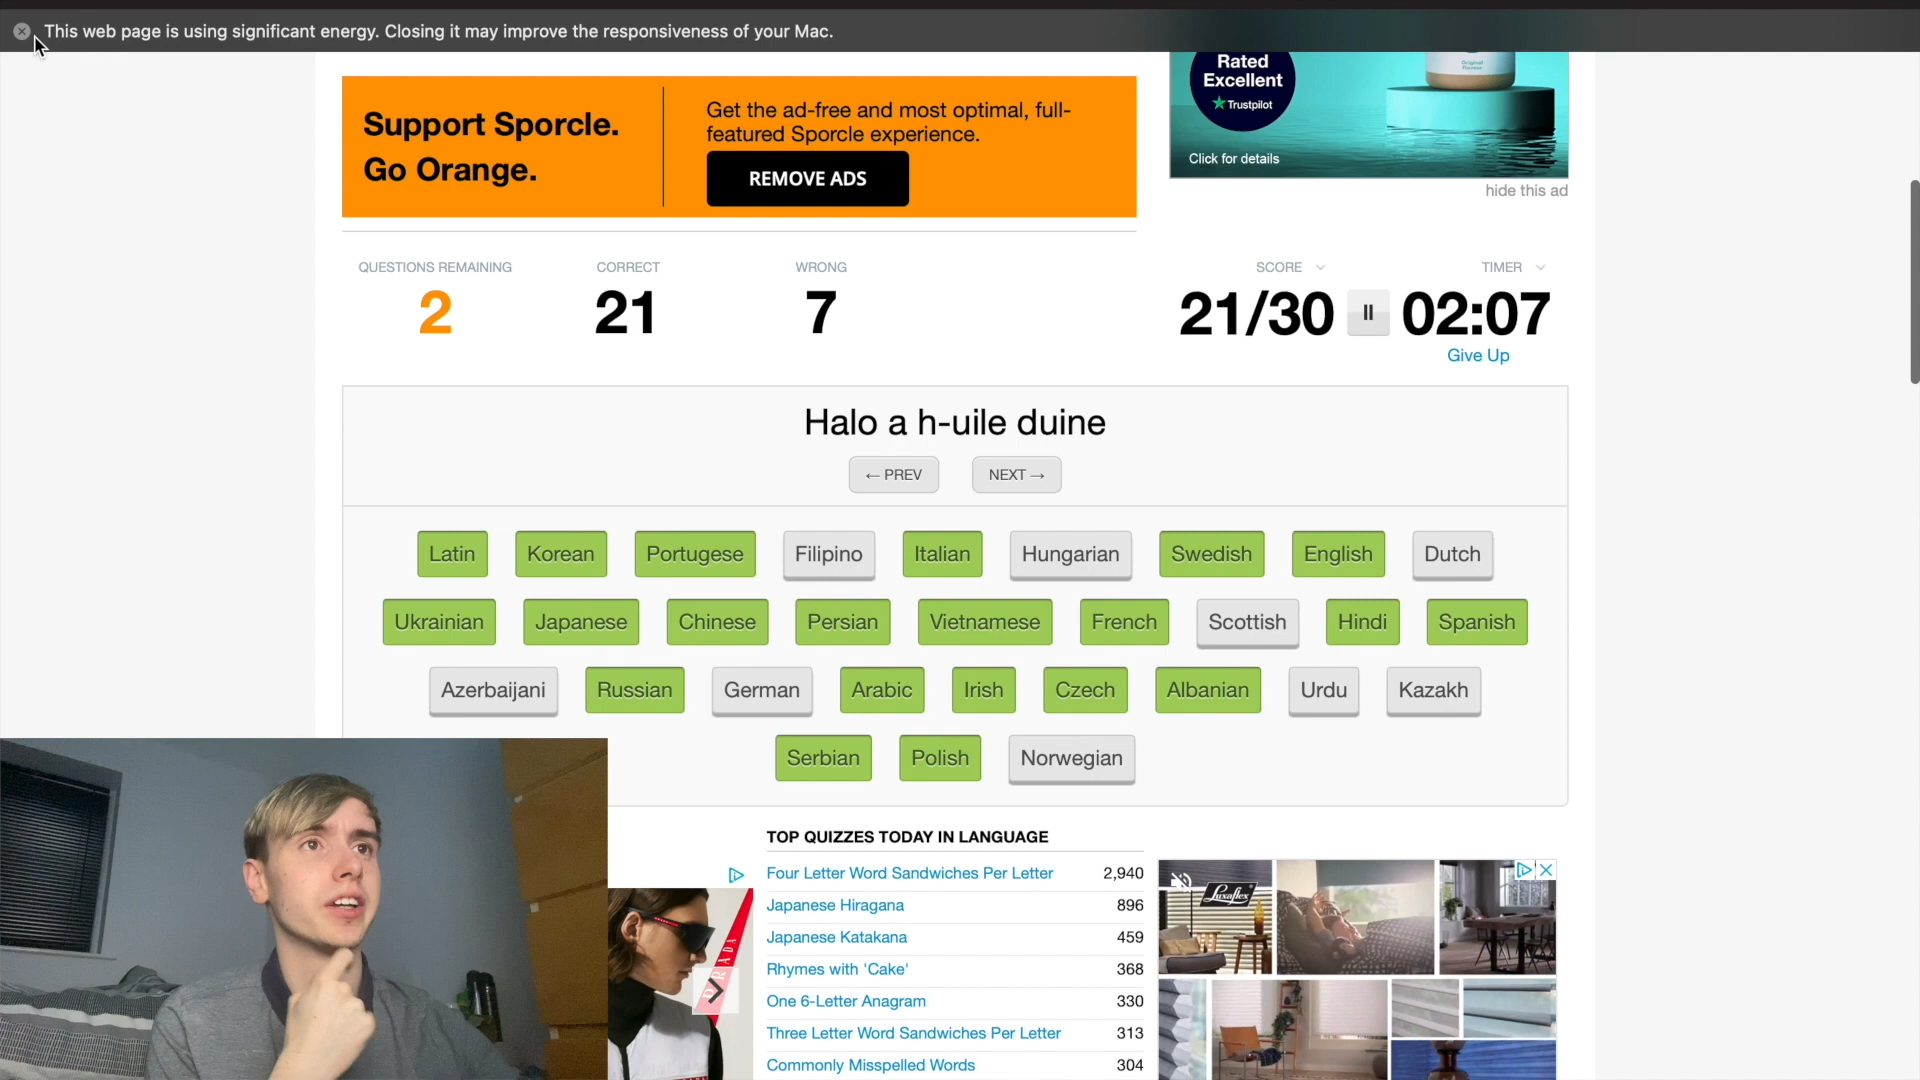 This web page is using significant energy. Closing it may improve the responsiveness of your Mac.
Support Sporcle.
Go Orange.
Get the ad-free and most optimal, full-
featured Sporcle experience.
REMOVE ADS
Rated
Excellent
Trustpilot
Click for details
hide this ad
QUESTIONS REMAINING
2
CORRECT
21
WRONG
7
SCORE
21/30
TIMER
02:07
Give Up
Halo a h-uile duine
← PREV
NEXT →
Latin Korean Portugese Filipino Italian Hungarian Swedish English Dutch
Ukrainian Japanese Chinese Persian Vietnamese French Scottish Hindi Spanish
Azerbaijani Russian German Arabic Irish Czech Albanian Urdu Kazakh
Serbian Polish Norwegian
TOP QUIZZES TODAY IN LANGUAGE
Four Letter Word Sandwiches Per Letter 2,940
Japanese Hiragana 896
Japanese Katakana 459
Rhymes with 'Cake' 368
One 6-Letter Anagram 330
Three Letter Word Sandwiches Per Letter 313
Commonly Misspelled Words 304
PRADA
Luxaflex